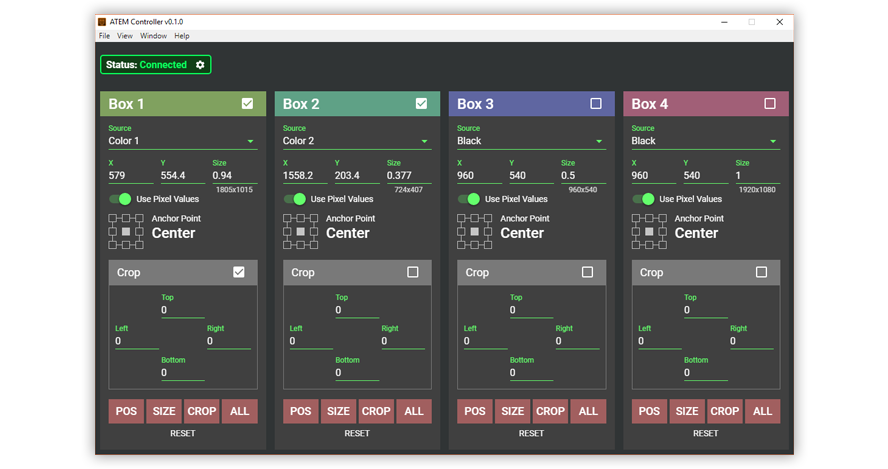 ATEM Controller v0.1.0
File View Window Help
Status: Connected
Box 1
Source
Color 1
X Y Size
579 554.4 0.94
1805x1015
Use Pixel Values
Anchor Point
Center
Crop
Top
0
Left Right
0 0
Bottom
0
POS SIZE CROP ALL
RESET
Box 2
Source
Color 2
X Y Size
1558.2 203.4 0.377
724x407
Use Pixel Values
Anchor Point
Center
Crop
Top
0
Left Right
0 0
Bottom
0
POS SIZE CROP ALL
RESET
Box 3
Source
Black
X Y Size
960 540 0.5
960x540
Use Pixel Values
Anchor Point
Center
Crop
Top
0
Left Right
0 0
Bottom
0
POS SIZE CROP ALL
RESET
Box 4
Source
Black
X Y Size
960 540 1
1920x1080
Use Pixel Values
Anchor Point
Center
Crop
Top
0
Left Right
0 0
Bottom
0
POS SIZE CROP ALL
RESET